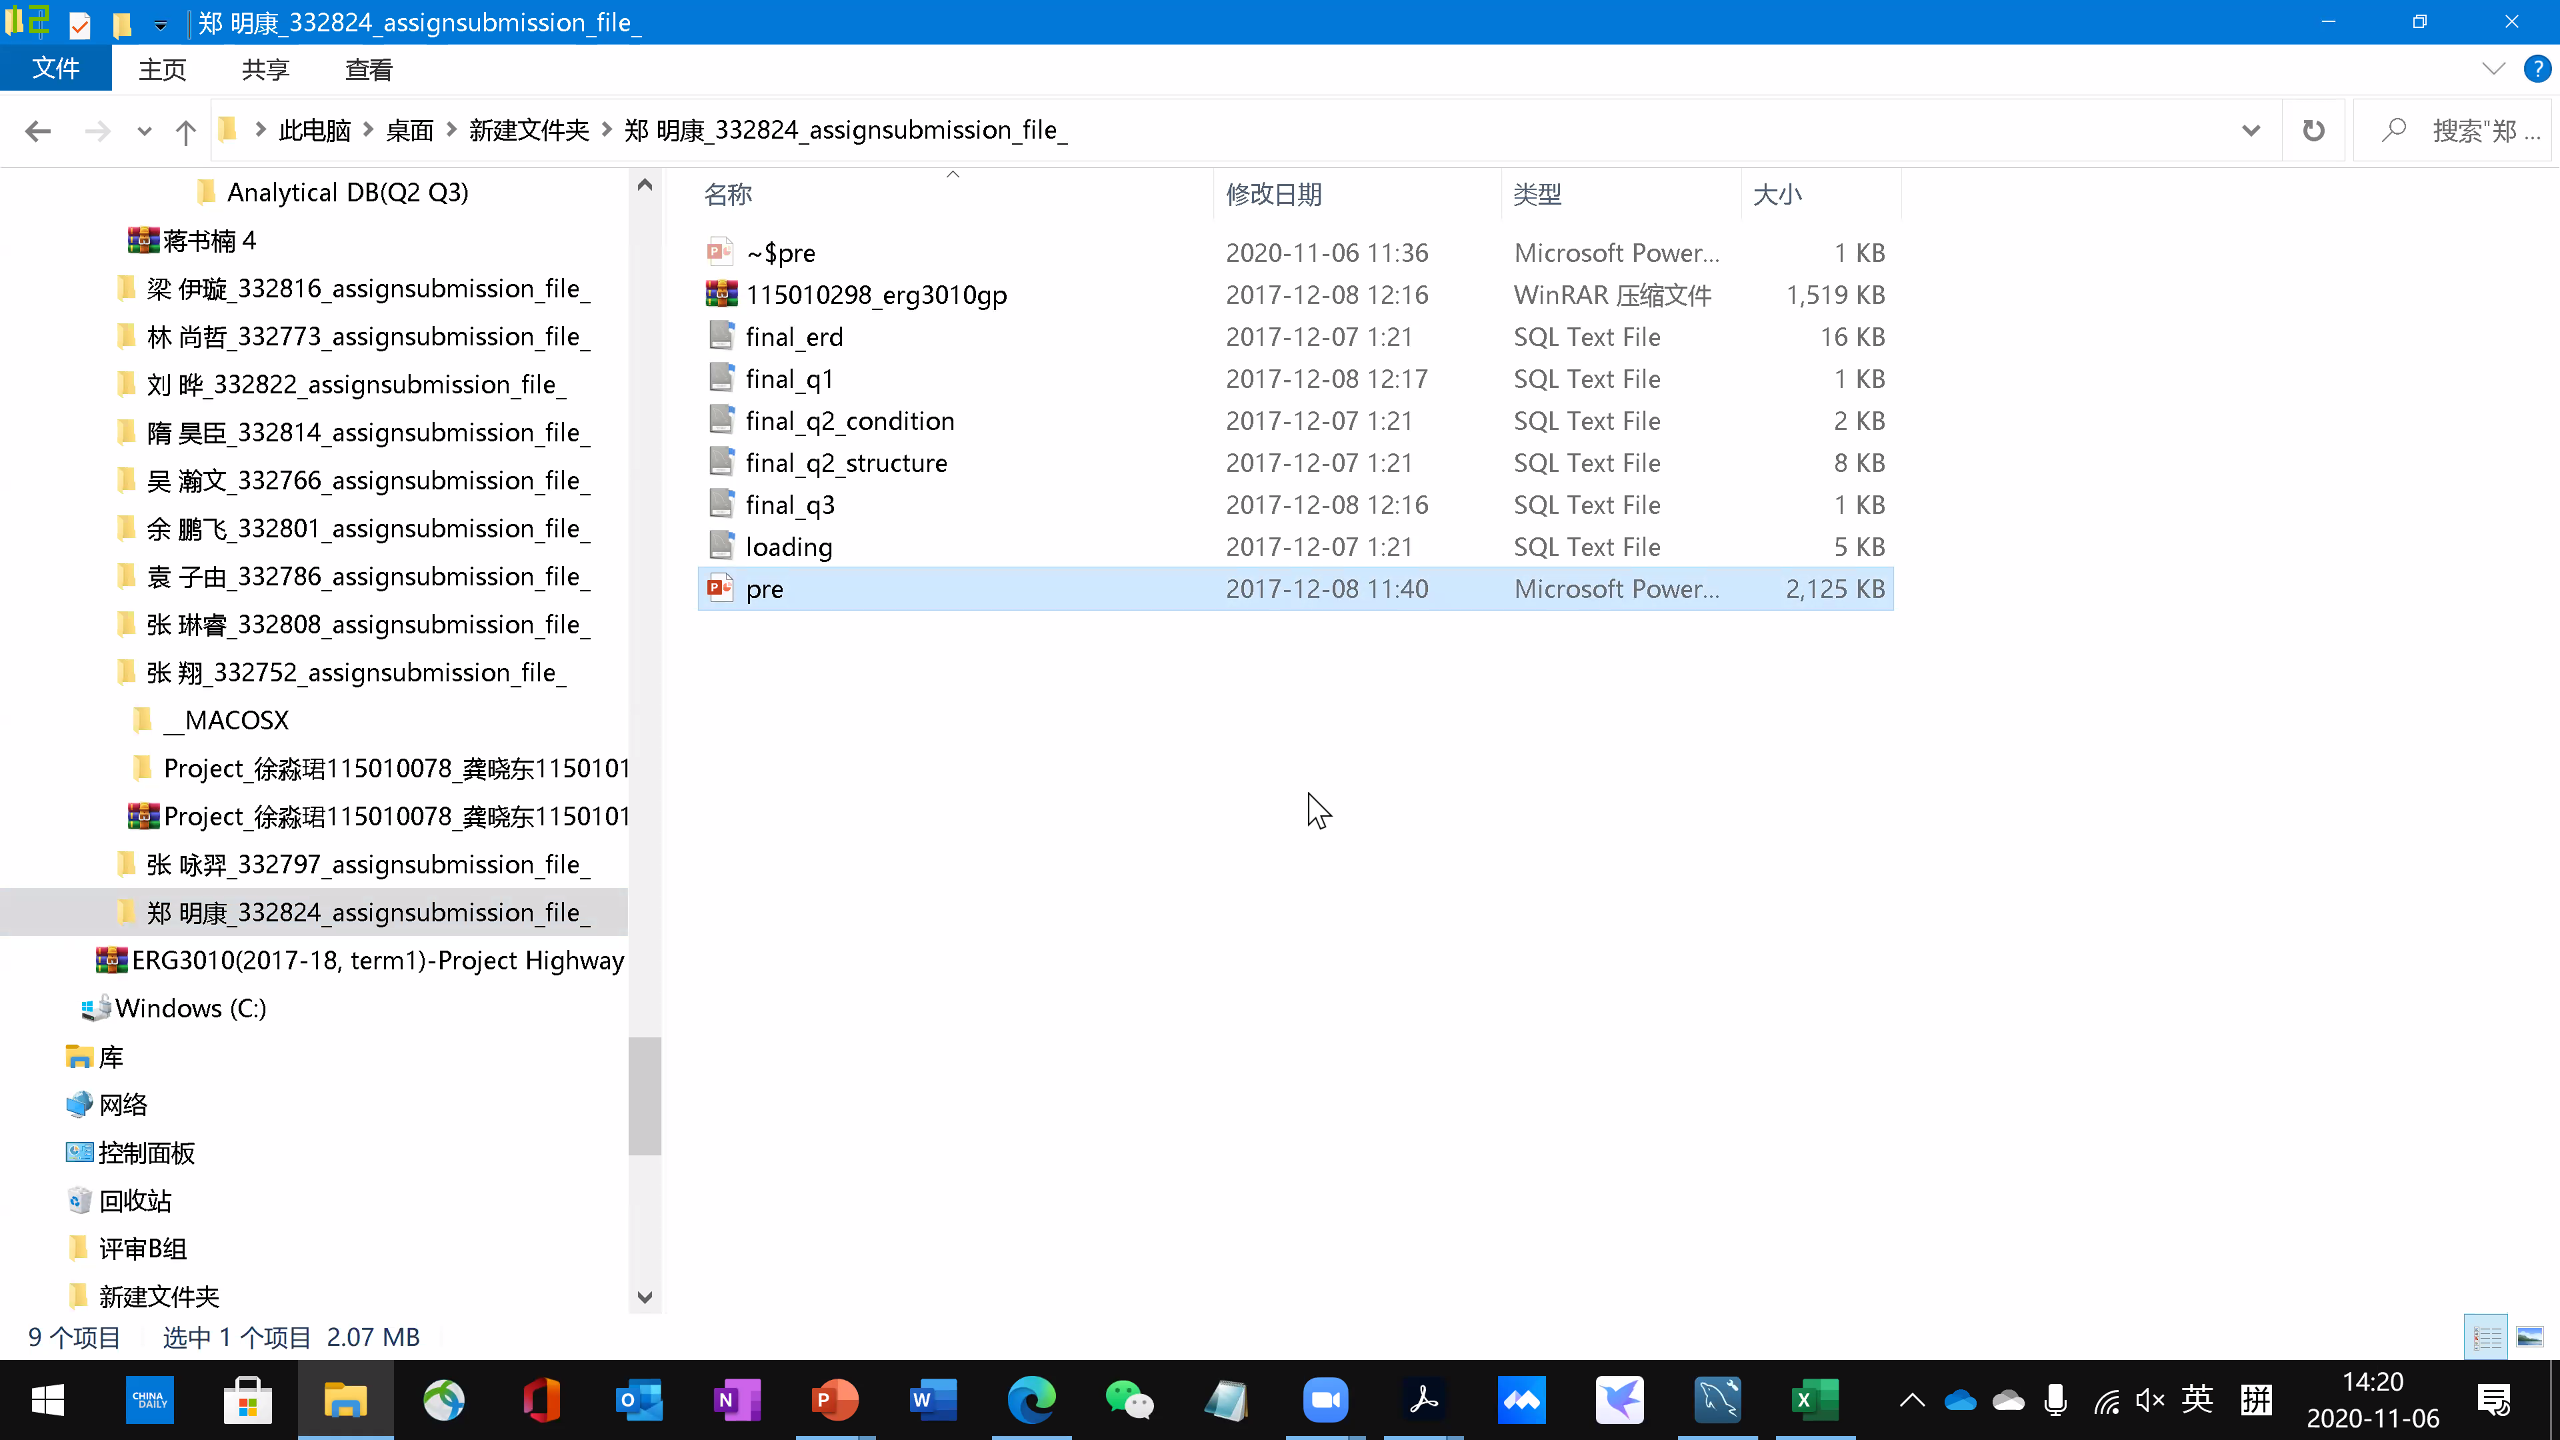 郑 明康_332824_assignsubmission_file_
文件 主页 共享 查看
此电脑 桌面 新建文件夹 郑 明康_332824_assignsubmission_file_ 搜索"郑 ...
Analytical DB(Q2 Q3)
蒋书楠 4
梁 伊璇_332816_assignsubmission_file_
林 尚哲_332773_assignsubmission_file_
刘 晔_332822_assignsubmission_file_
隋 昊臣_332814_assignsubmission_file_
吴 瀚文_332766_assignsubmission_file_
余 鹏飞_332801_assignsubmission_file_
袁 子由_332786_assignsubmission_file_
张 琳睿_332808_assignsubmission_file_
张 翔_332752_assignsubmission_file_
__MACOSX
Project_徐淼珺115010078_龚晓东1150101
Project_徐淼珺115010078_龚晓东1150101
张 咏羿_332797_assignsubmission_file_
郑 明康_332824_assignsubmission_file_
ERG3010(2017-18, term1)-Project Highway
Windows (C:)
库
网络
控制面板
回收站
评审B组
新建文件夹
名称 修改日期 类型 大小
~$pre 2020-11-06 11:36 Microsoft Power... 1 KB
115010298_erg3010gp 2017-12-08 12:16 WinRAR 压缩文件 1,519 KB
final_erd 2017-12-07 1:21 SQL Text File 16 KB
final_q1 2017-12-08 12:17 SQL Text File 1 KB
final_q2_condition 2017-12-07 1:21 SQL Text File 2 KB
final_q2_structure 2017-12-07 1:21 SQL Text File 8 KB
final_q3 2017-12-08 12:16 SQL Text File 1 KB
loading 2017-12-07 1:21 SQL Text File 5 KB
pre 2017-12-08 11:40 Microsoft Power... 2,125 KB
9 个项目 选中 1 个项目 2.07 MB
CHINA DAILY
英 拼
14:20
2020-11-06